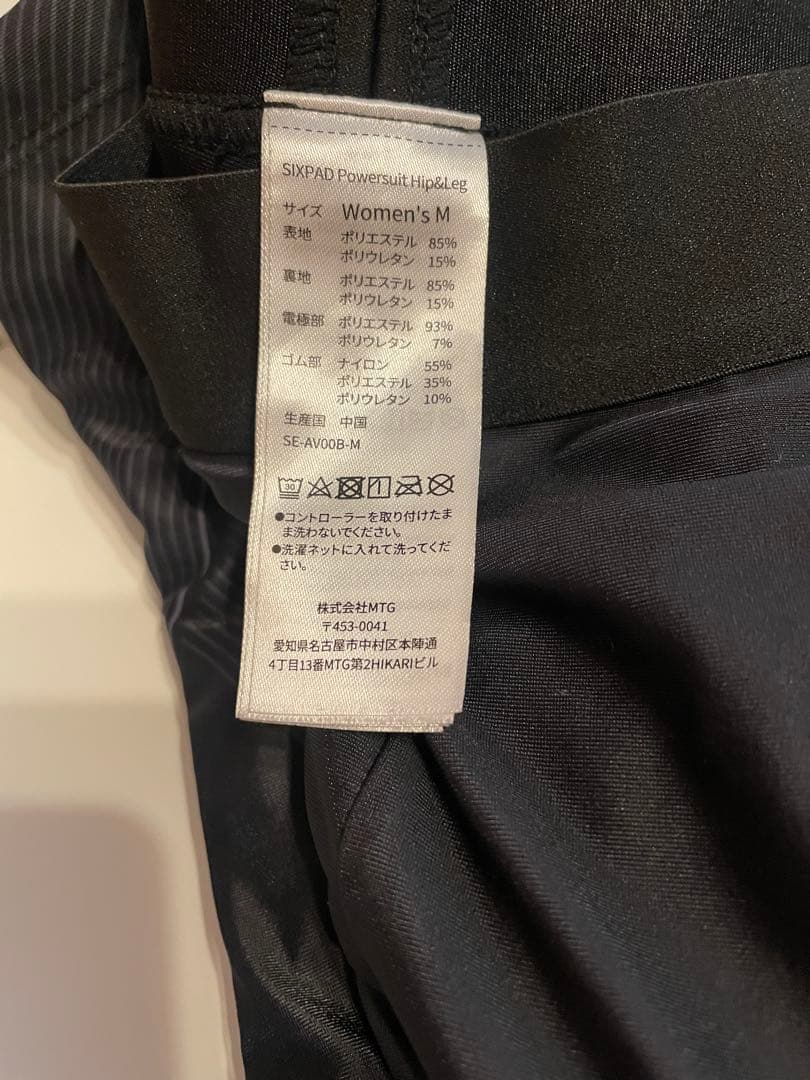 SIXPAD Powersuit Hip&Leg
サイズ Women's M
表地 ポリエステル 85%
ポリウレタン 15%
裏地 ポリエステル 85%
ポリウレタン 15%
電極部 ポリエステル 93%
ポリウレタン 7%
ゴム部 ナイロン 55%
ポリエステル 35%
ポリウレタン 10%
生産国 中国
SE-AV00B-M
30
●コントローラーを取り付けたま
ま洗わないでください。
●洗濯ネットに入れて洗ってくだ
さい。
株式会社MTG
〒453-0041
愛知県名古屋市中村区本陣通
4丁目13番MTG第2HIKARIビル